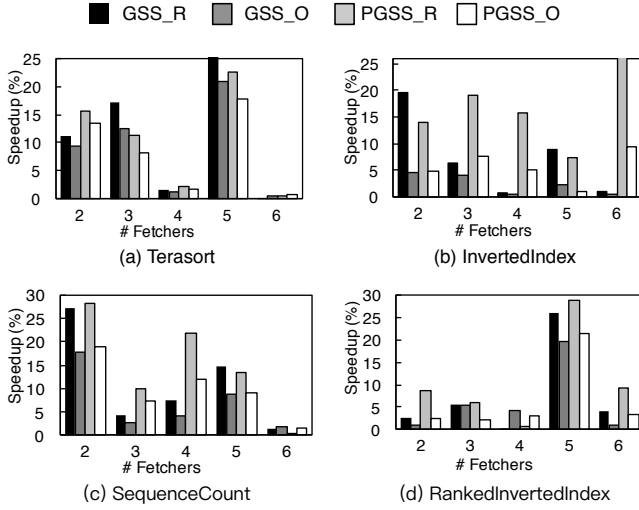 GSS_R GSS_O PGSS_R PGSS_O
Speedup (%)
25
20
15
10
5
0
2 3 4 5 6
# Fetchers
(a) Terasort
Speedup (%)
25
20
15
10
5
0
2 3 4 5 6
# Fetchers
(b) InvertedIndex
Speedup (%)
30
25
20
15
10
5
0
2 3 4 5 6
# Fetchers
(c) SequenceCount
Speedup (%)
30
25
20
15
10
5
0
2 3 4 5 6
# Fetchers
(d) RankedInvertedIndex